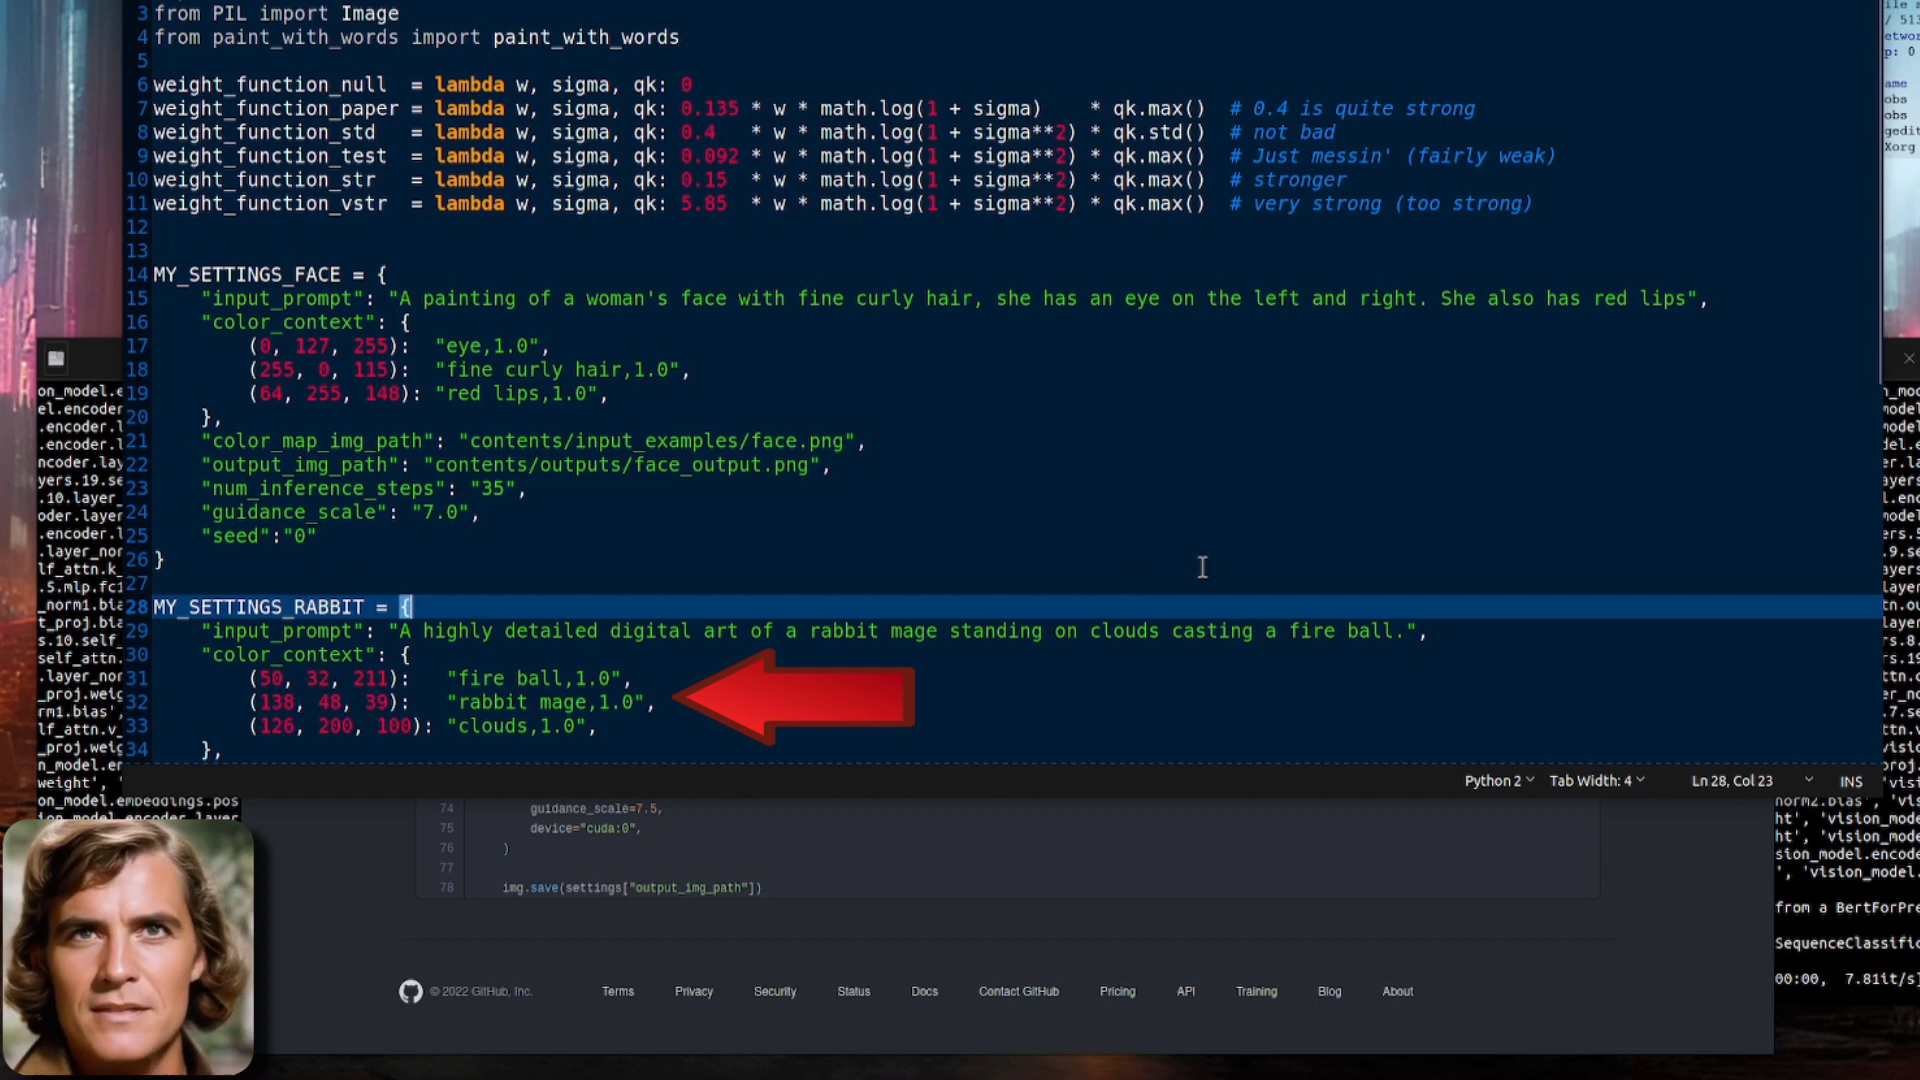 3 from PIL import Image
4 from paint_with_words import paint_with_words
5
6 weight_function_null = lambda w, sigma, qk: 0
7 weight_function_paper = lambda w, sigma, qk: 0.135 * w * math.log(1 + sigma) * qk.max() # 0.4 is quite strong
8 weight_function_std = lambda w, sigma, qk: 0.4 * w * math.log(1 + sigma**2) * qk.std() # not bad
9 weight_function_test = lambda w, sigma, qk: 0.092 * w * math.log(1 + sigma**2) * qk.max() # Just messin' (fairly weak)
10 weight_function_str = lambda w, sigma, qk: 0.15 * w * math.log(1 + sigma**2) * qk.max() # stronger
11 weight_function_vstr = lambda w, sigma, qk: 5.85 * w * math.log(1 + sigma**2) * qk.max() # very strong (too strong)
12
13
14 MY_SETTINGS_FACE = {
15 "input_prompt": "A painting of a woman's face with fine curly hair, she has an eye on the left and right. She also has red lips",
16 "color_context": {
17 (0, 127, 255): "eye,1.0",
18 (255, 0, 115): "fine curly hair,1.0",
19 (64, 255, 148): "red lips,1.0",
20 },
21 "color_map_img_path": "contents/input_examples/face.png",
22 "output_img_path": "contents/outputs/face_output.png",
23 "num_inference_steps": "35",
24 "guidance_scale": "7.0",
25 "seed":"0"
26 }
27
28 MY_SETTINGS_RABBIT = {
29 "input_prompt": "A highly detailed digital art of a rabbit mage standing on clouds casting a fire ball.",
30 "color_context": {
31 (50, 32, 211): "fire ball,1.0",
32 (138, 48, 39): "rabbit mage,1.0",
33 (126, 200, 100): "clouds,1.0",
34 },
Python 2 Tab Width: 4 Ln 28, Col 23 INS
74 guidance_scale=7.5,
75 device="cuda:0",
76 )
77
78 img.save(settings["output_img_path"])
© 2022 GitHub, Inc. Terms Privacy Security Status Docs Contact GitHub Pricing API Training Blog About
from a BertForPre
SequenceClassific
00:00, 7.81it/s]